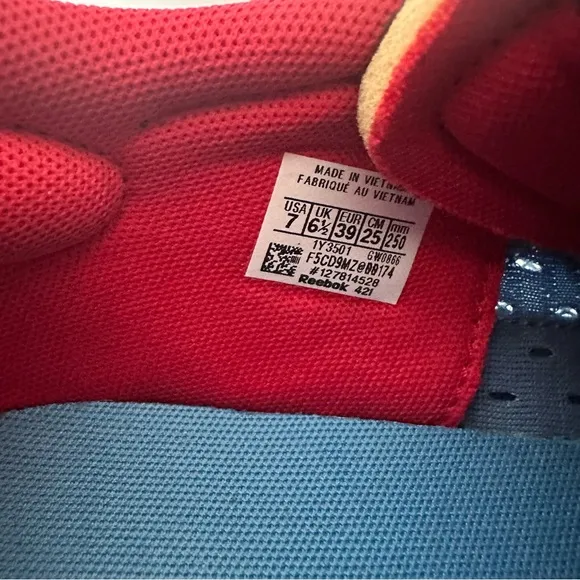 MADE IN VIETNAM
FABRIQUÉ AU VIETNAM
USA UK EUR CM mm
7 6½ 39 25 250
1Y3501 GW0866
F5CD9MZ@00174
#127814528
Reebok 421